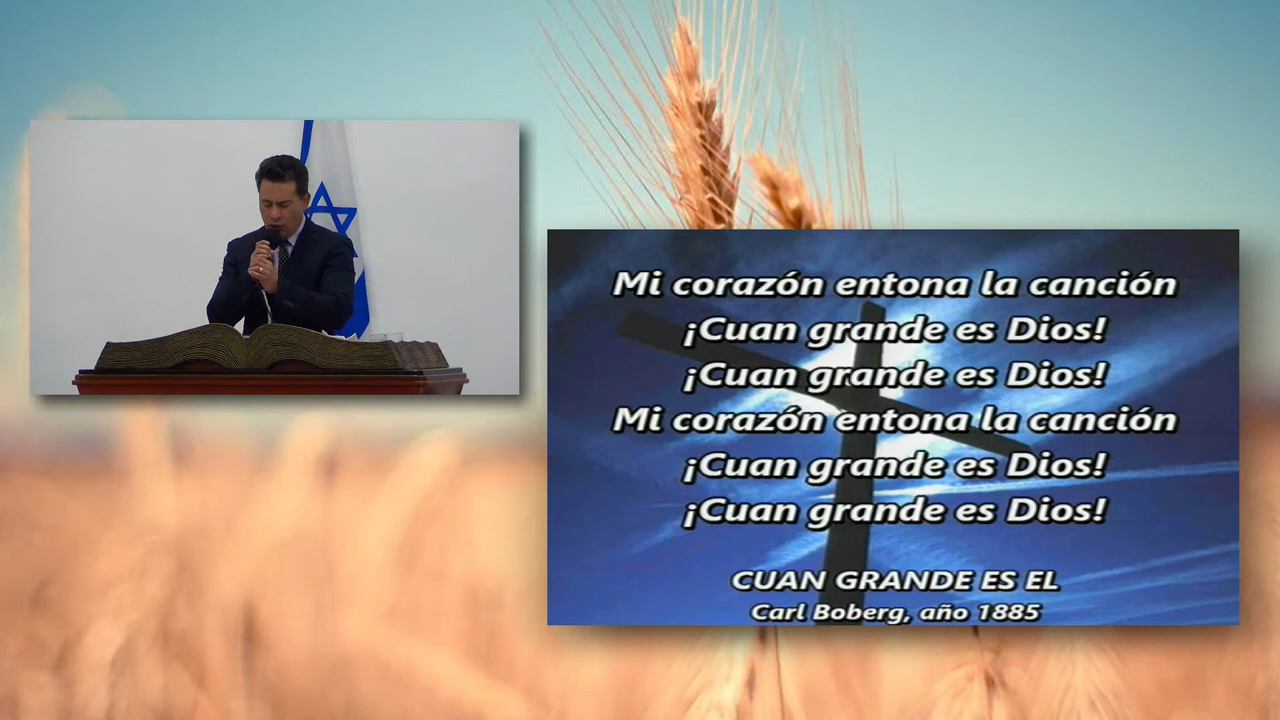 Mi corazón entona la canción
¡Cuan grande es Dios!
¡Cuan grande es Dios!
Mi corazón entona la canción
¡Cuan grande es Dios!
¡Cuan grande es Dios!
CUAN GRANDE ES EL
Carl Boberg, año 1885